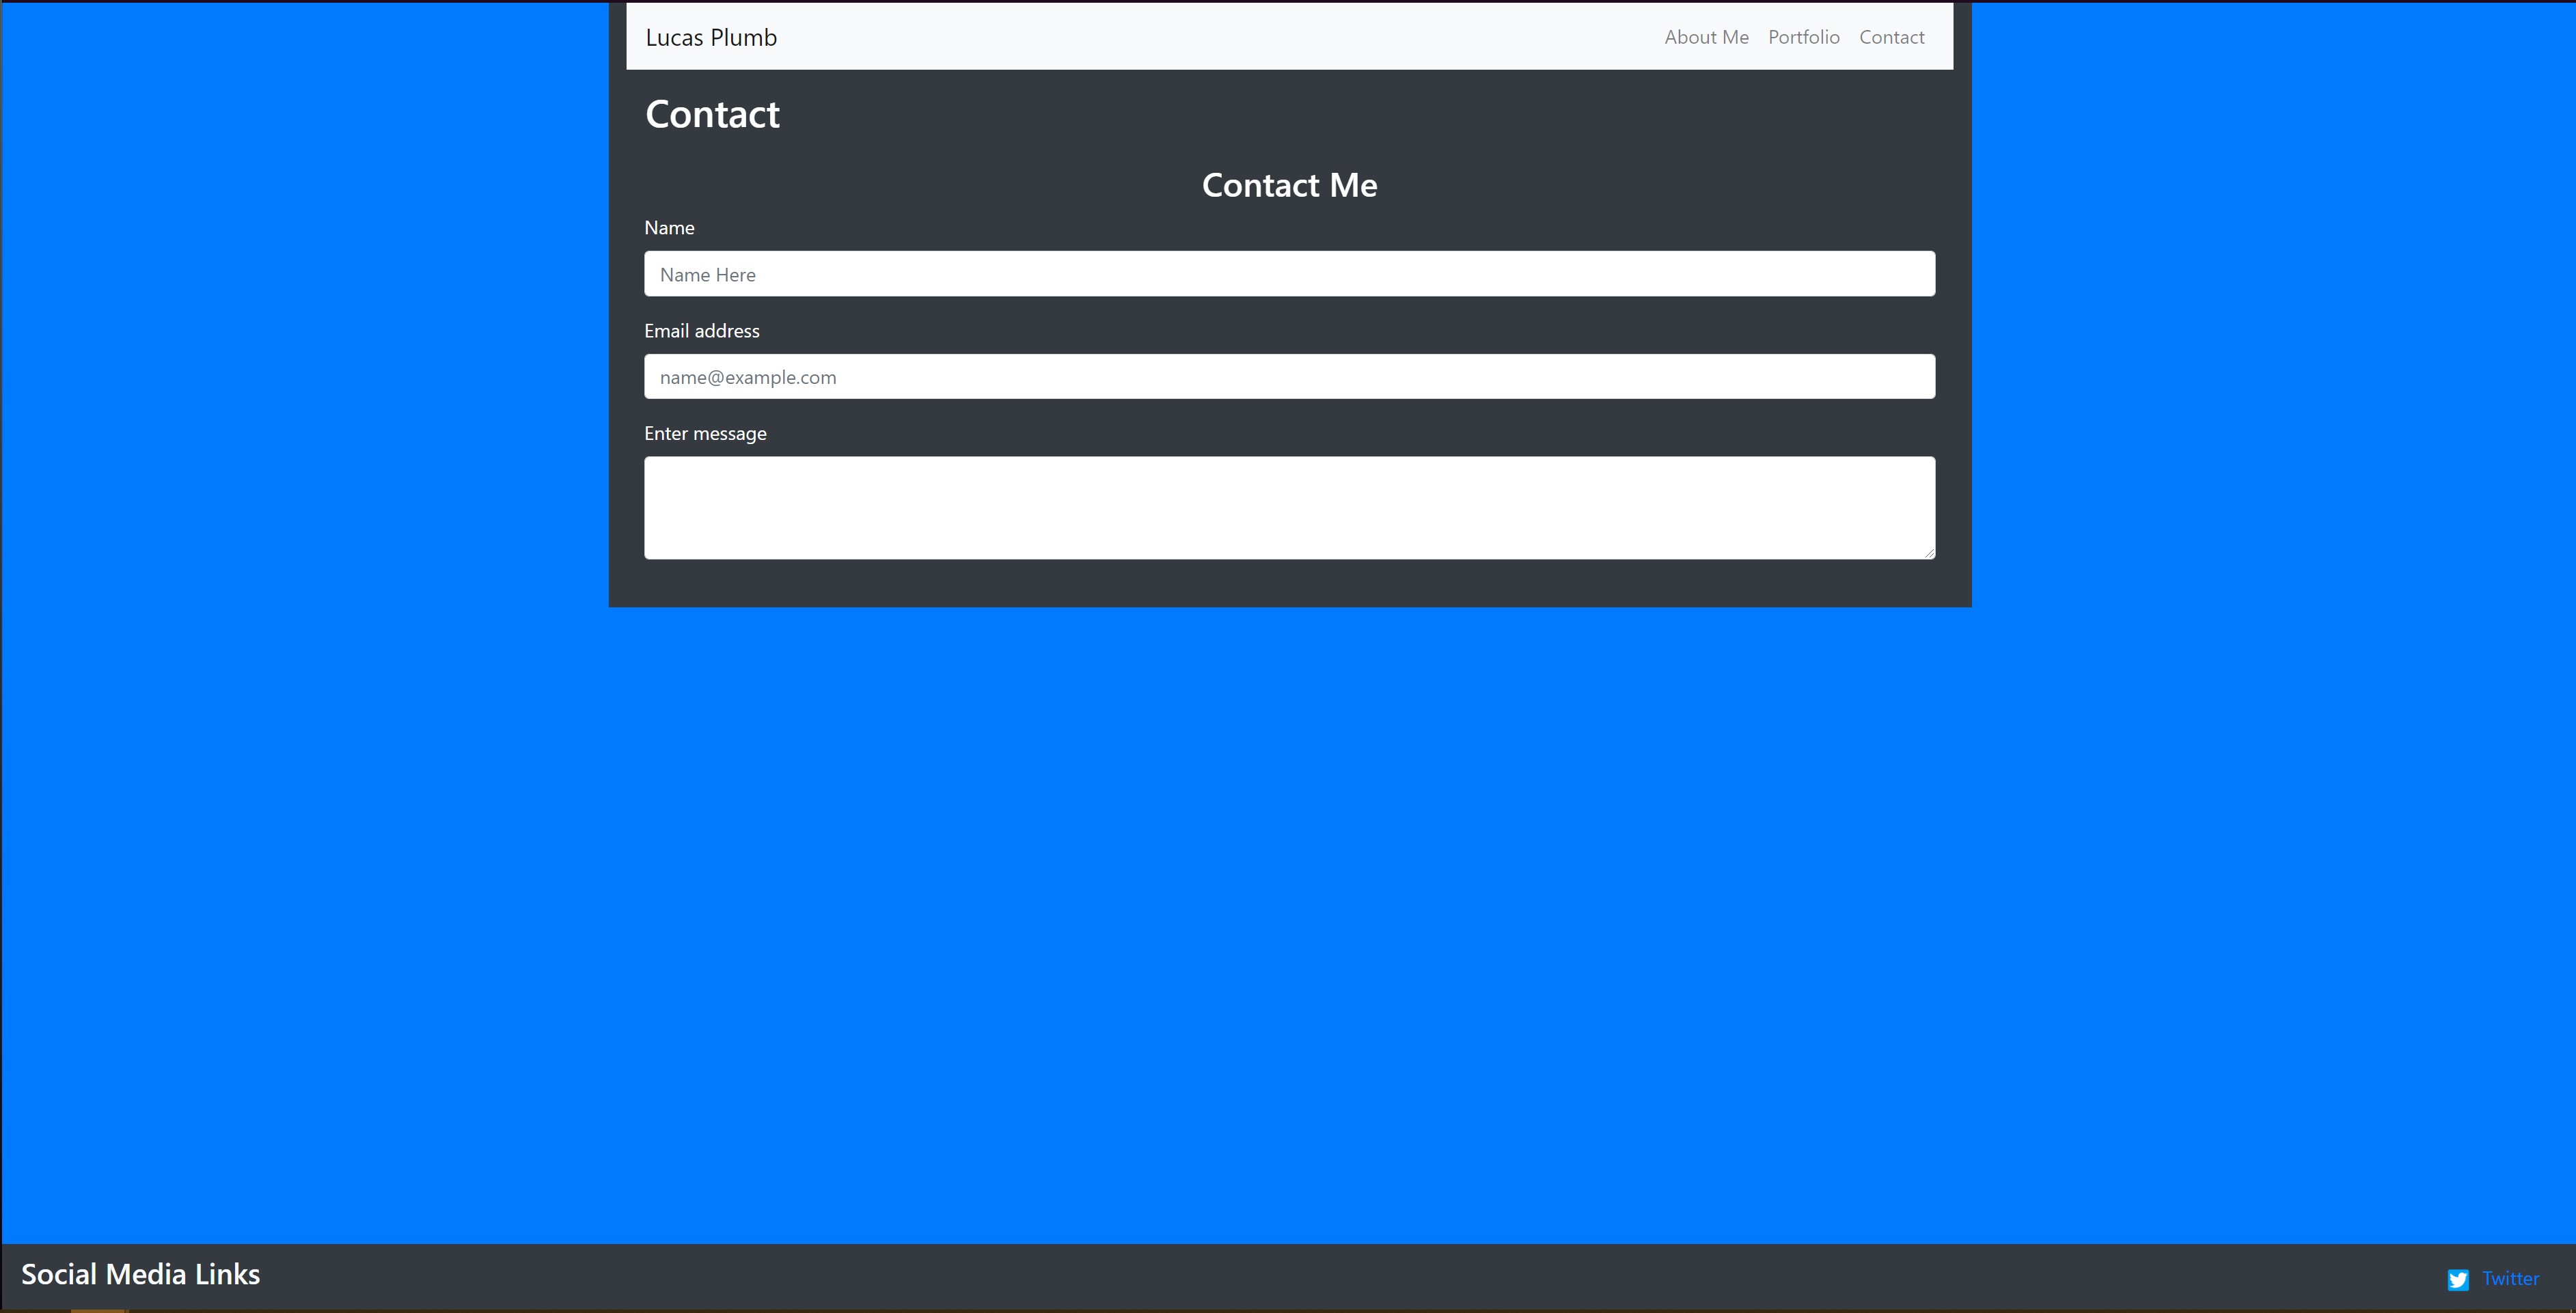 Lucas Plumb
About Me Portfolio Contact
Contact
Contact Me
Name
Name Here
Email address
name@example.com
Enter message
Social Media Links
Twitter